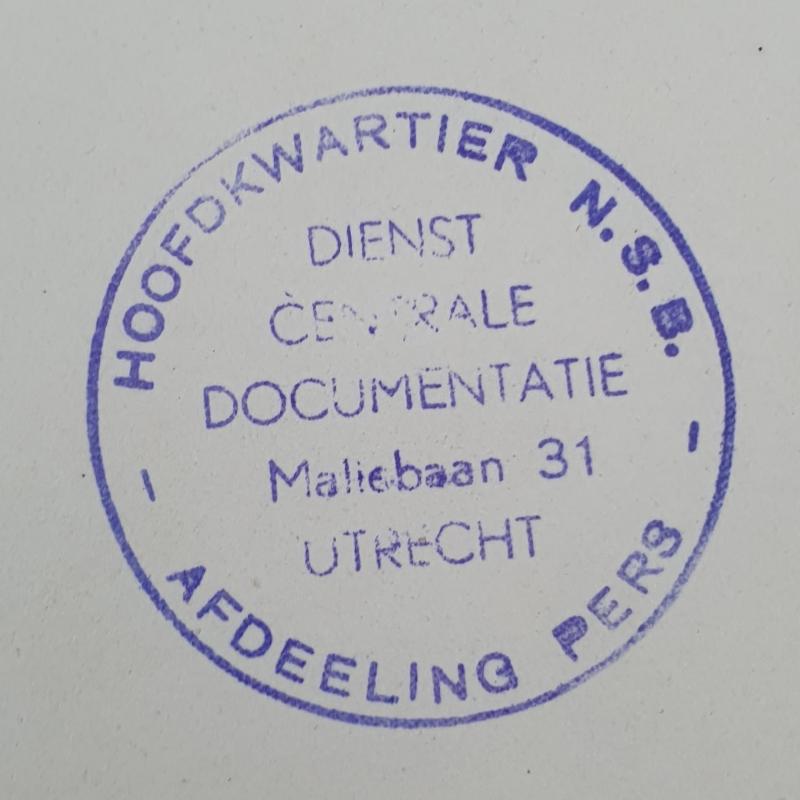 HOOFDKWARTIER N.S.B.
DIENST
CENTRALE
DOCUMENTATIE
Maliebaan 31
UTRECHT
- AFDEELING PERS -